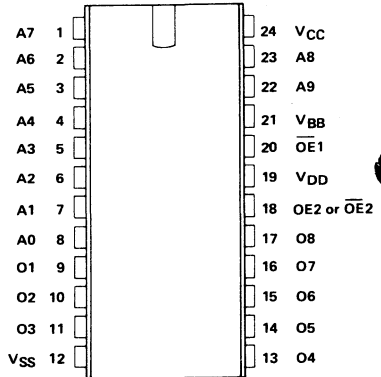 A7 1 24 VCC
A6 2 23 A8
A5 3 22 A9
A4 4 21 VBB
A3 5 20 O̅E̅1
A2 6 19 VDD
A1 7 18 OE2 or O̅E̅2
A0 8 17 O8
O1 9 16 O7
O2 10 15 O6
O3 11 14 O5
VSS 12 13 O4